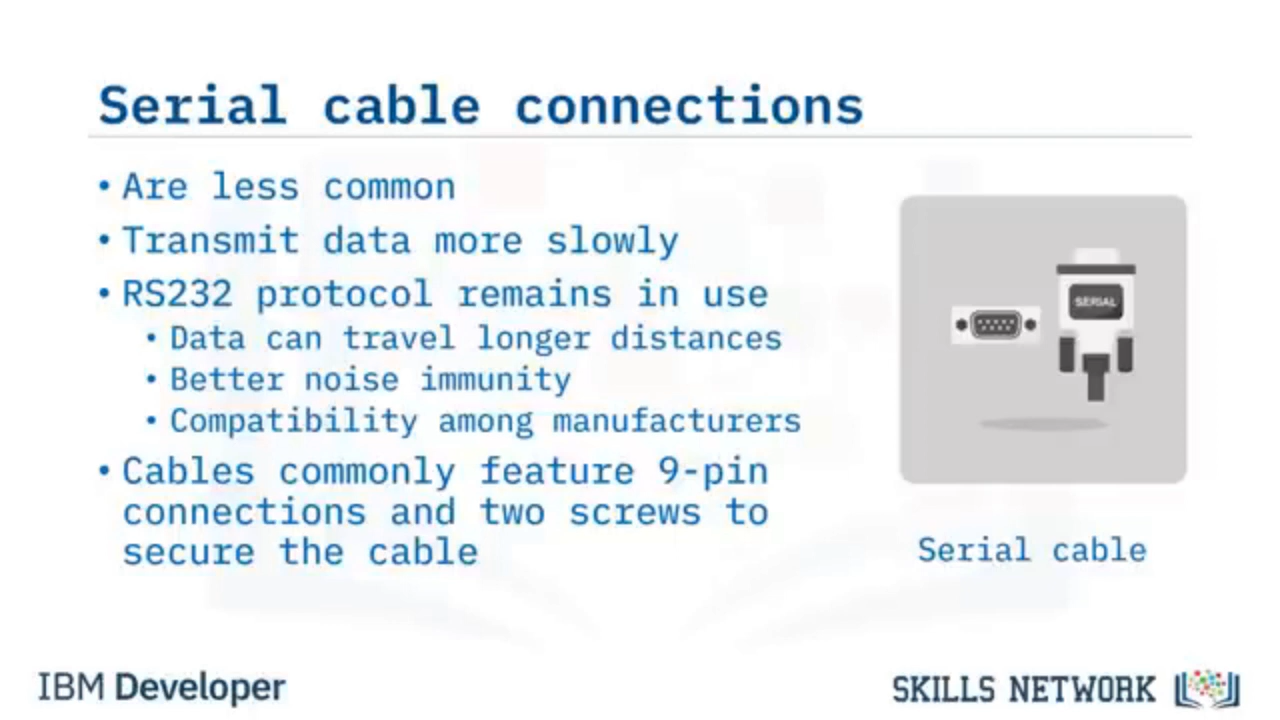 Serial cable connections
• Are less common
• Transmit data more slowly
• RS232 protocol remains in use
• Data can travel longer distances
• Better noise immunity
• Compatibility among manufacturers
• Cables commonly feature 9-pin
connections and two screws to
secure the cable
SERIAL
Serial cable
IBM Developer
SKILLS NETWORK